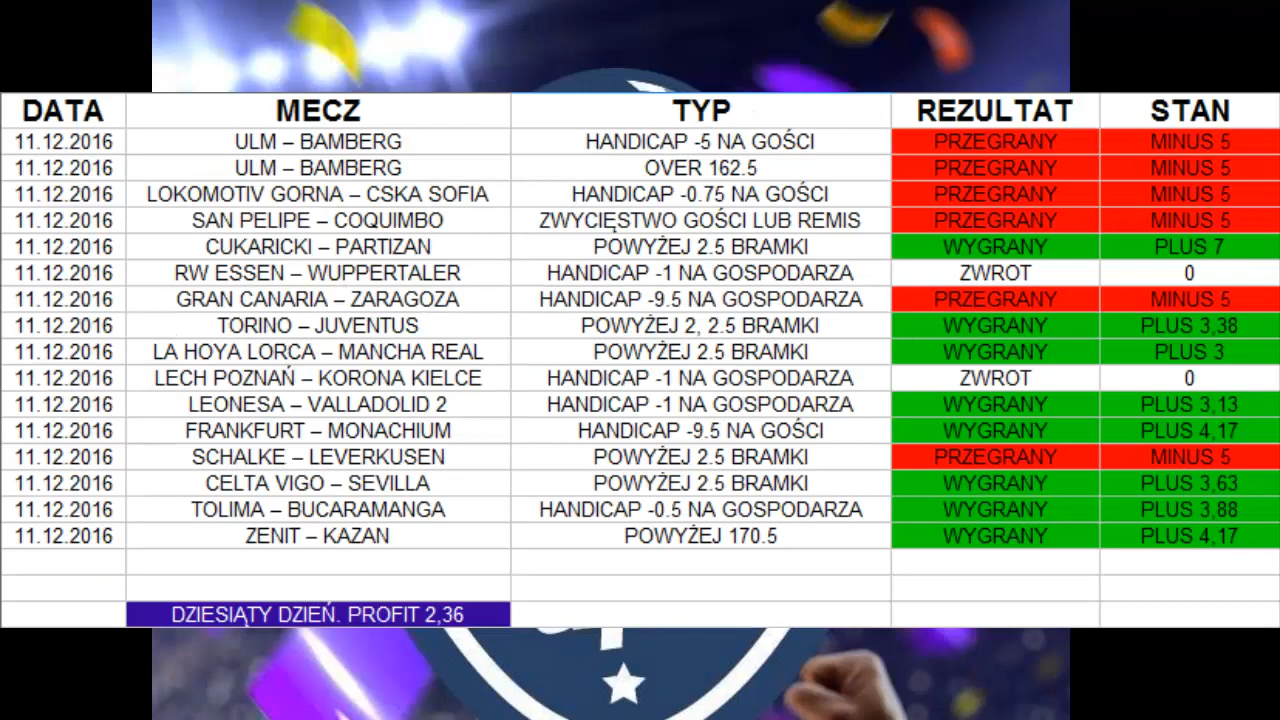 DATA MECZ TYP REZULTAT STAN
11.12.2016 ULM – BAMBERG HANDICAP -5 NA GOŚCI PRZEGRANY MINUS 5
11.12.2016 ULM – BAMBERG OVER 162.5 PRZEGRANY MINUS 5
11.12.2016 LOKOMOTIV GORNA – CSKA SOFIA HANDICAP -0.75 NA GOŚCI PRZEGRANY MINUS 5
11.12.2016 SAN PELIPE – COQUIMBO ZWYCIĘSTWO GOŚCI LUB REMIS PRZEGRANY MINUS 5
11.12.2016 CUKARICKI – PARTIZAN POWYŻEJ 2.5 BRAMKI WYGRANY PLUS 7
11.12.2016 RW ESSEN – WUPPERTALER HANDICAP -1 NA GOSPODARZA ZWROT 0
11.12.2016 GRAN CANARIA – ZARAGOZA HANDICAP -9.5 NA GOSPODARZA PRZEGRANY MINUS 5
11.12.2016 TORINO – JUVENTUS POWYŻEJ 2, 2.5 BRAMKI WYGRANY PLUS 3,38
11.12.2016 LA HOYA LORCA – MANCHA REAL POWYŻEJ 2.5 BRAMKI WYGRANY PLUS 3
11.12.2016 LECH POZNAŃ – KORONA KIELCE HANDICAP -1 NA GOSPODARZA ZWROT 0
11.12.2016 LEONESA – VALLADOLID 2 HANDICAP -1 NA GOSPODARZA WYGRANY PLUS 3,13
11.12.2016 FRANKFURT – MONACHIUM HANDICAP -9.5 NA GOŚCI WYGRANY PLUS 4,17
11.12.2016 SCHALKE – LEVERKUSEN POWYŻEJ 2.5 BRAMKI PRZEGRANY MINUS 5
11.12.2016 CELTA VIGO – SEVILLA POWYŻEJ 2.5 BRAMKI WYGRANY PLUS 3,63
11.12.2016 TOLIMA – BUCARAMANGA HANDICAP -0.5 NA GOSPODARZA WYGRANY PLUS 3,88
11.12.2016 ZENIT – KAZAN POWYŻEJ 170.5 WYGRANY PLUS 4,17
DZIESIĄTY DZIEŃ. PROFIT 2,36